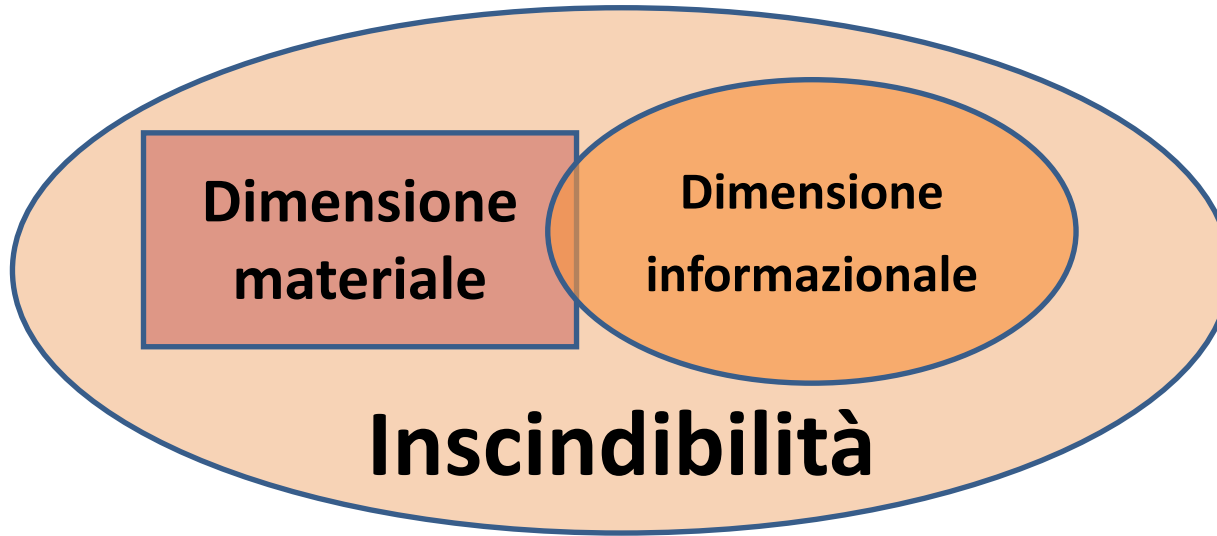 Dimensione
materiale
Dimensione
informazionale
Inscindibilità